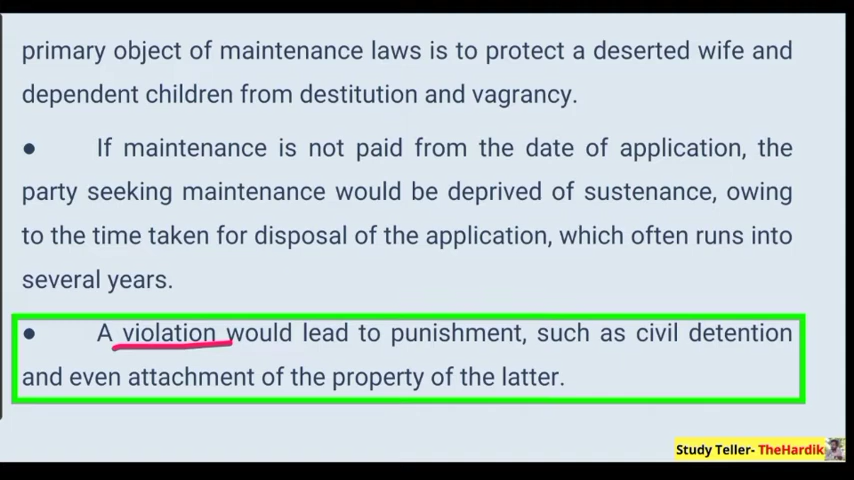 primary object of maintenance laws is to protect a deserted wife and
dependent children from destitution and vagrancy.
● If maintenance is not paid from the date of application, the
party seeking maintenance would be deprived of sustenance, owing
to the time taken for disposal of the application, which often runs into
several years.
● A violation would lead to punishment, such as civil detention
and even attachment of the property of the latter.
Study Teller- TheHardik